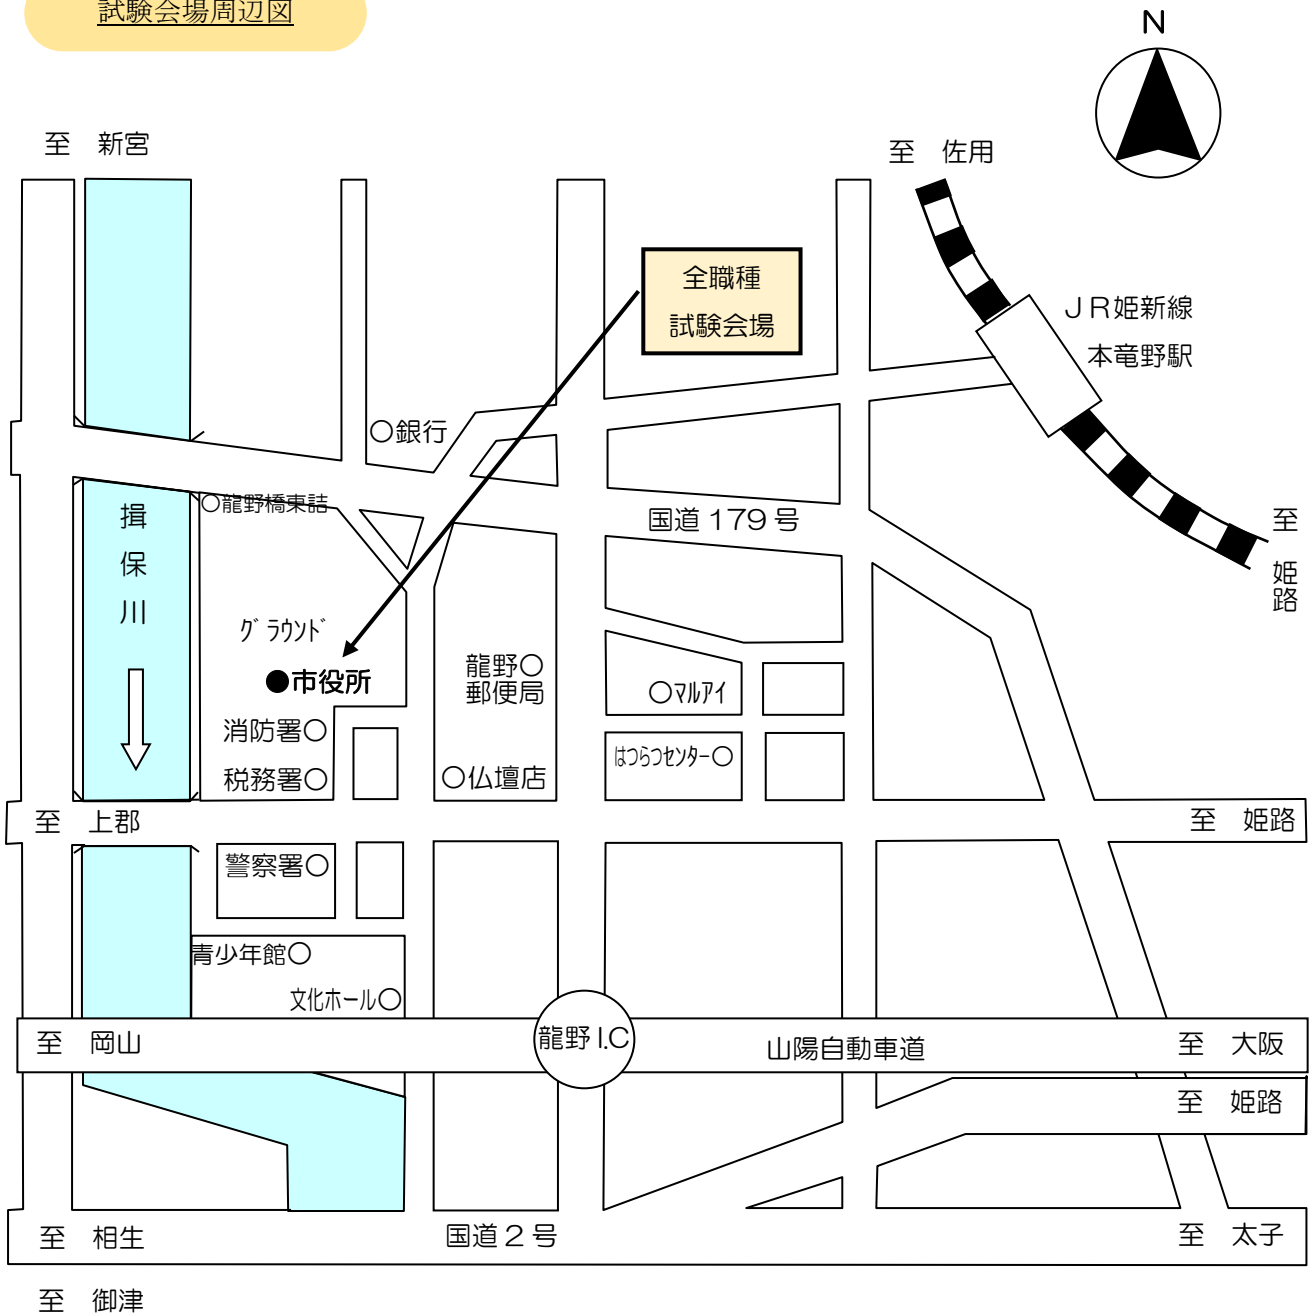 試験会場周辺図
N
至 新宮
至 佐用
全職種
試験会場
ＪＲ姫新線
本竜野駅
○銀行
○龍野橋東詰
国道 179 号
至 姫路
揖保川
ｸﾞﾗｳﾝﾄﾞ
●市役所
龍野○
郵便局
○ﾏﾙｱｲ
消防署○
はつらつｾﾝﾀｰ○
税務署○
○仏壇店
至 上郡
至 姫路
警察署○
青少年館○
文化ﾎｰﾙ○
至 岡山
龍野 I.C
山陽自動車道
至 大阪
至 姫路
至 相生
国道２号
至 太子
至 御津